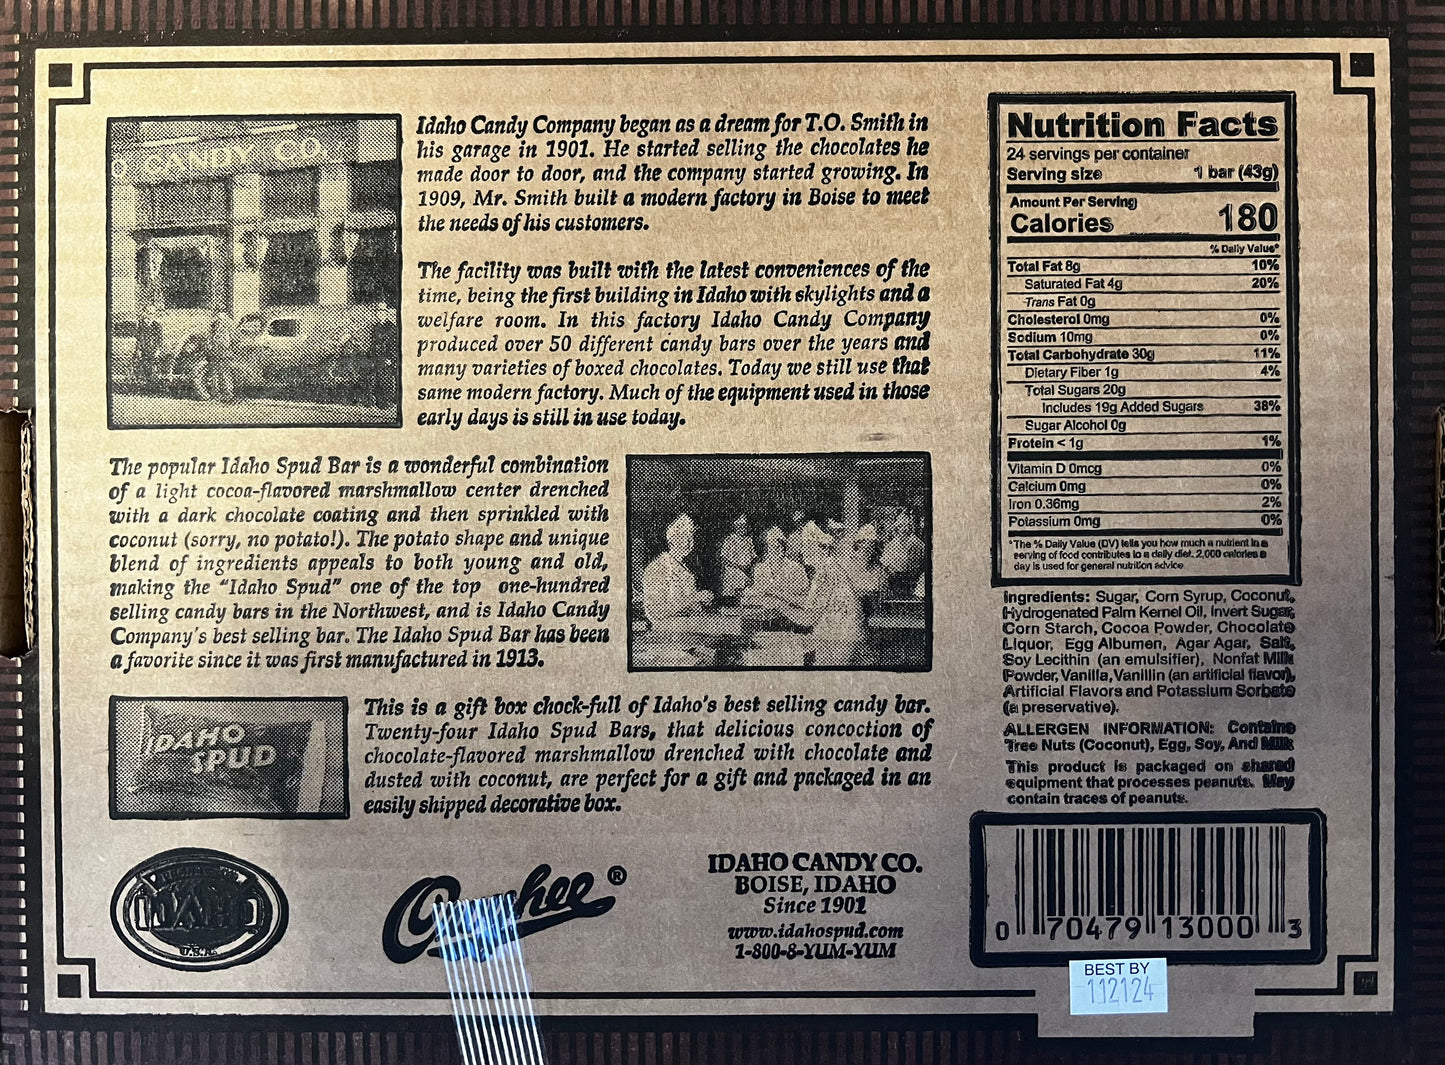 O CANDY CO.
Idaho Candy Company began as a dream for T.O. Smith in
his garage in 1901. He started selling the chocolates he
made door to door, and the company started growing. In
1909, Mr. Smith built a modern factory in Boise to meet
the needs of his customers.
The facility was built with the latest conveniences of the
time, being the first building in Idaho with skylights and a
welfare room. In this factory Idaho Candy Company
produced over 50 different candy bars over the years and
many varieties of boxed chocolates. Today we still use that
same modern factory. Much of the equipment used in those
early days is still in use today.
The popular Idaho Spud Bar is a wonderful combination
of a light cocoa-flavored marshmallow center drenched
with a dark chocolate coating and then sprinkled with
coconut (sorry, no potato!). The potato shape and unique
blend of ingredients appeals to both young and old,
making the "Idaho Spud" one of the top one-hundred
selling candy bars in the Northwest, and is Idaho Candy
Company's best selling bar. The Idaho Spud Bar has been
a favorite since it was first manufactured in 1913.
IDAHO
SPUD
This is a gift box chock-full of Idaho's best selling candy bar.
Twenty-four Idaho Spud Bars, that delicious concoction of
chocolate-flavored marshmallow drenched with chocolate and
dusted with coconut, are perfect for a gift and packaged in an
easily shipped decorative box.
IDAHO
U.S.A.
®
IDAHO CANDY CO.
BOISE, IDAHO
Since 1901
www.idahospud.com
1-800-8-YUM-YUM
Nutrition Facts
24 servings per container
Serving size 1 bar (43g)
Amount Per Serving
Calories 180
% Daily Value*
Total Fat 8g 10%
Saturated Fat 4g 20%
Trans Fat 0g
Cholesterol 0mg 0%
Sodium 10mg 0%
Total Carbohydrate 30g 11%
Dietary Fiber 1g 4%
Total Sugars 20g
Includes 19g Added Sugars 38%
Sugar Alcohol 0g
Protein < 1g 1%
Vitamin D 0mcg 0%
Calcium 0mg 0%
Iron 0.36mg 2%
Potassium 0mg 0%
*The % Daily Value (DV) tells you how much a nutrient in a
serving of food contributes to a daily diet. 2,000 calories a
day is used for general nutrition advice
Ingredients: Sugar, Corn Syrup, Coconut,
Hydrogenated Palm Kernel Oil, Invert Sugar,
Corn Starch, Cocoa Powder, Chocolate
Liquor, Egg Albumen, Agar Agar, Salt,
Soy Lecithin (an emulsifier), Nonfat Milk
Powder, Vanilla, Vanillin (an artificial flavor),
Artificial Flavors and Potassium Sorbate
(a preservative).
ALLERGEN INFORMATION: Contains
Tree Nuts (Coconut), Egg, Soy, And Milk
This product is packaged on shared
equipment that processes peanuts. May
contain traces of peanuts.
0 70479 13000 3
BEST BY
112124